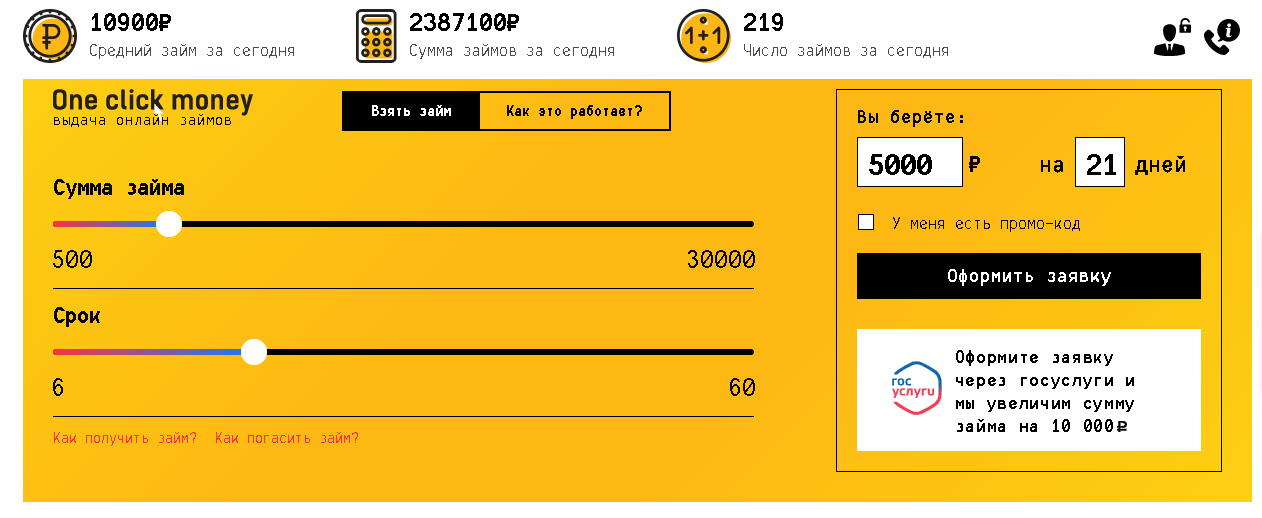 10900₽
Средний займ за сегодня
2387100₽
Сумма займов за сегодня
1+1
219
Число займов за сегодня
One click money
выдача онлайн займов
Взять займ
Как это работает?
Сумма займа
500
30000
Срок
6
60
Как получить займ?
Как погасить займ?
Вы берёте:
5000 ₽
на 21 дней
У меня есть промо-код
Оформить заявку
гос
услуги
Оформите заявку
через госуслуги и
мы увеличим сумму
займа на 10 000₽